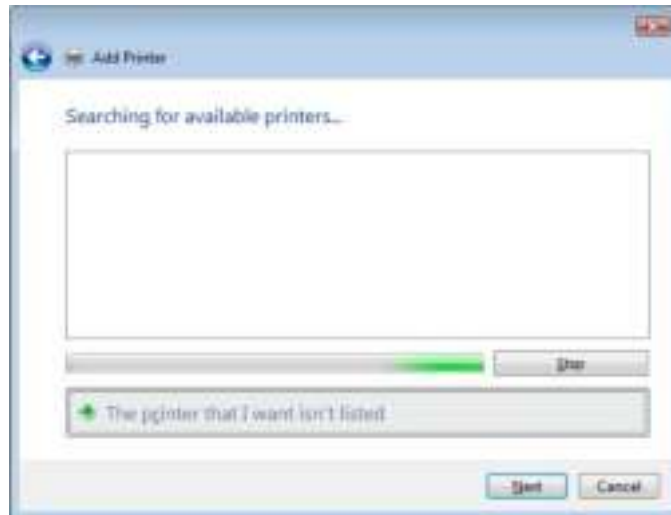 Add Printer
Searching for available printers...
Stop
The printer that I want isn't listed
Next
Cancel